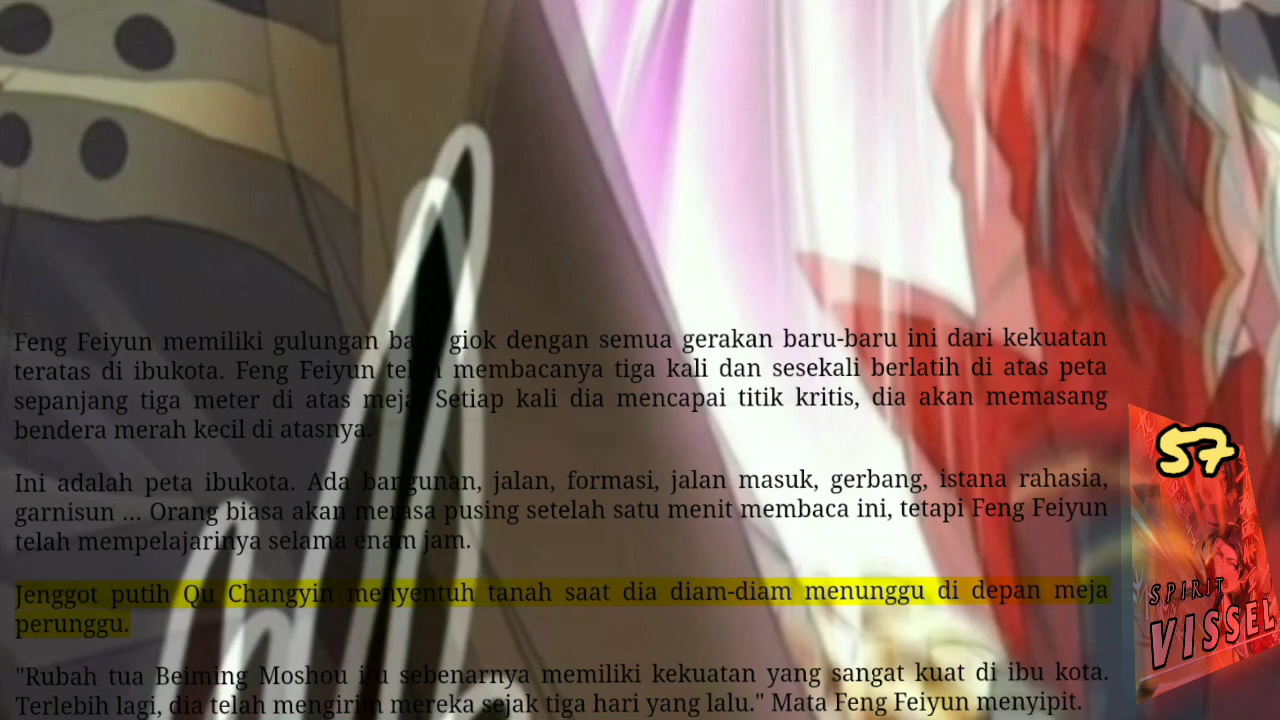 Feng Feiyun memiliki gulungan batu giok dengan semua gerakan baru-baru ini dari kekuatan
teratas di ibukota. Feng Feiyun telah membacanya tiga kali dan sesekali berlatih di atas peta
sepanjang tiga meter di atas meja. Setiap kali dia mencapai titik kritis, dia akan memasang
bendera merah kecil di atasnya.
Ini adalah peta ibukota. Ada bangunan, jalan, formasi, jalan masuk, gerbang, istana rahasia,
garnisun ... Orang biasa akan merasa pusing setelah satu menit membaca ini, tetapi Feng Feiyun
telah mempelajarinya selama enam jam.
Jenggot putih Qu Changyin menyentuh tanah saat dia diam-diam menunggu di depan meja
perunggu.
"Rubah tua Beiming Moshou itu sebenarnya memiliki kekuatan yang sangat kuat di ibu kota.
Terlebih lagi, dia telah mengirim mereka sejak tiga hari yang lalu." Mata Feng Feiyun menyipit.
57
SPIRIT
VISSEL